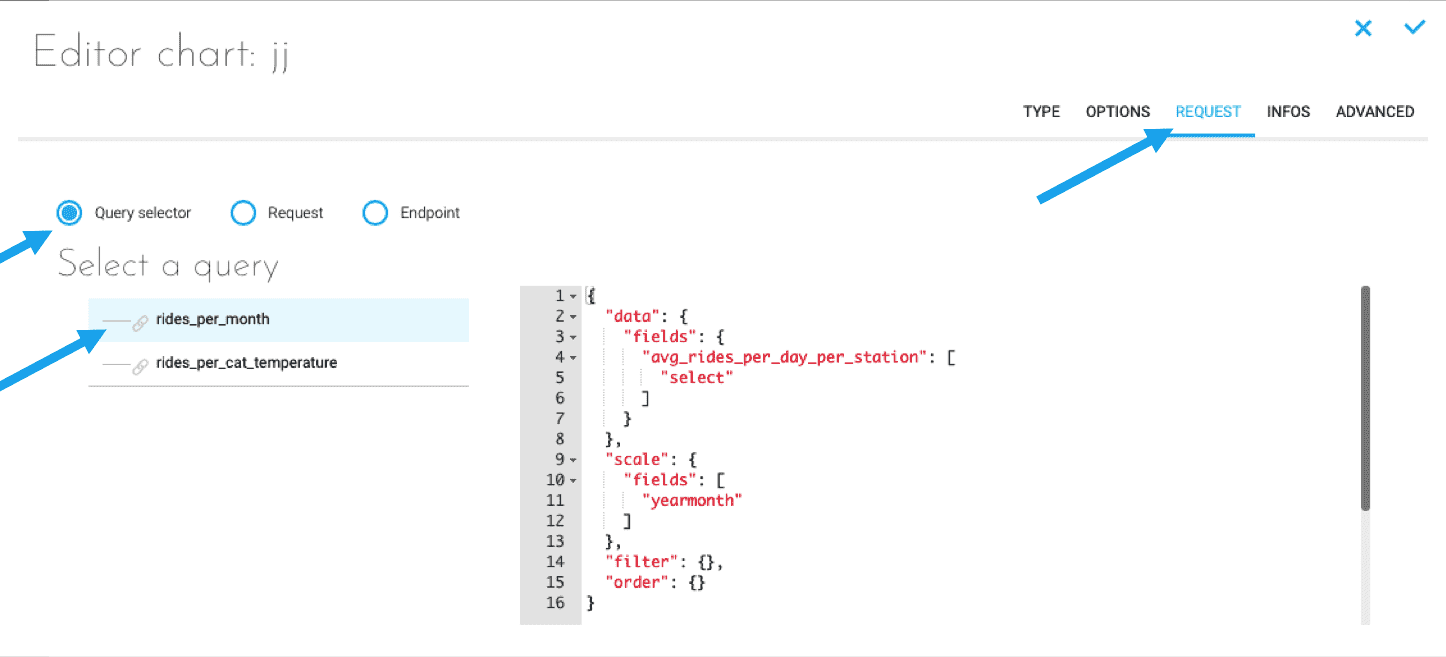 Editor chart: jj
TYPE OPTIONS REQUEST INFOS ADVANCED
Query selector Request Endpoint
Select a query
rides_per_month
rides_per_cat_temperature
1 {
2 "data": {
3 "fields": {
4 "avg_rides_per_day_per_station": [
5 "select"
6 ]
7 }
8 },
9 "scale": {
10 "fields": [
11 "yearmonth"
12 ]
13 },
14 "filter": {},
15 "order": {}
16 }